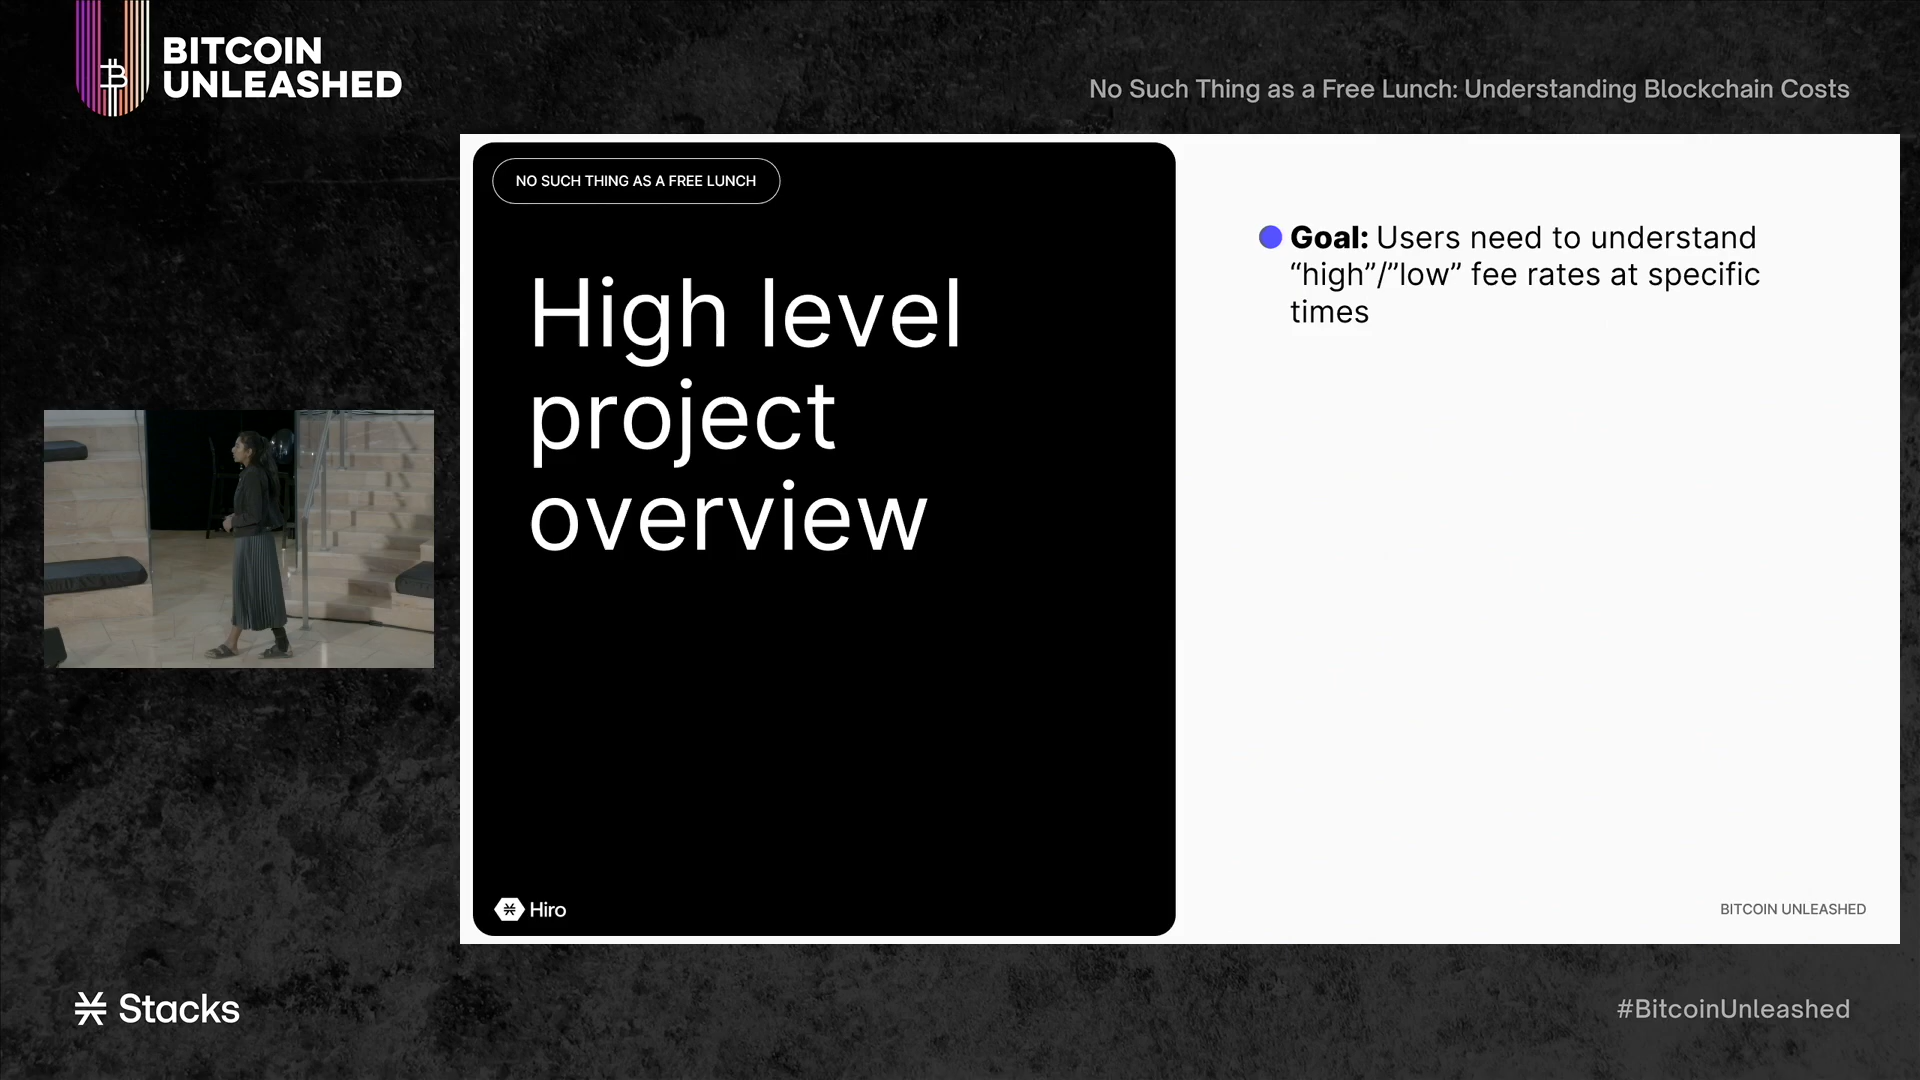 BITCOIN
UNLEASHED
No Such Thing as a Free Lunch: Understanding Blockchain Costs
NO SUCH THING AS A FREE LUNCH
High level
project
overview
Goal: Users need to understand
“high”/”low” fee rates at specific
times
Hiro
BITCOIN UNLEASHED
Stacks
#BitcoinUnleashed